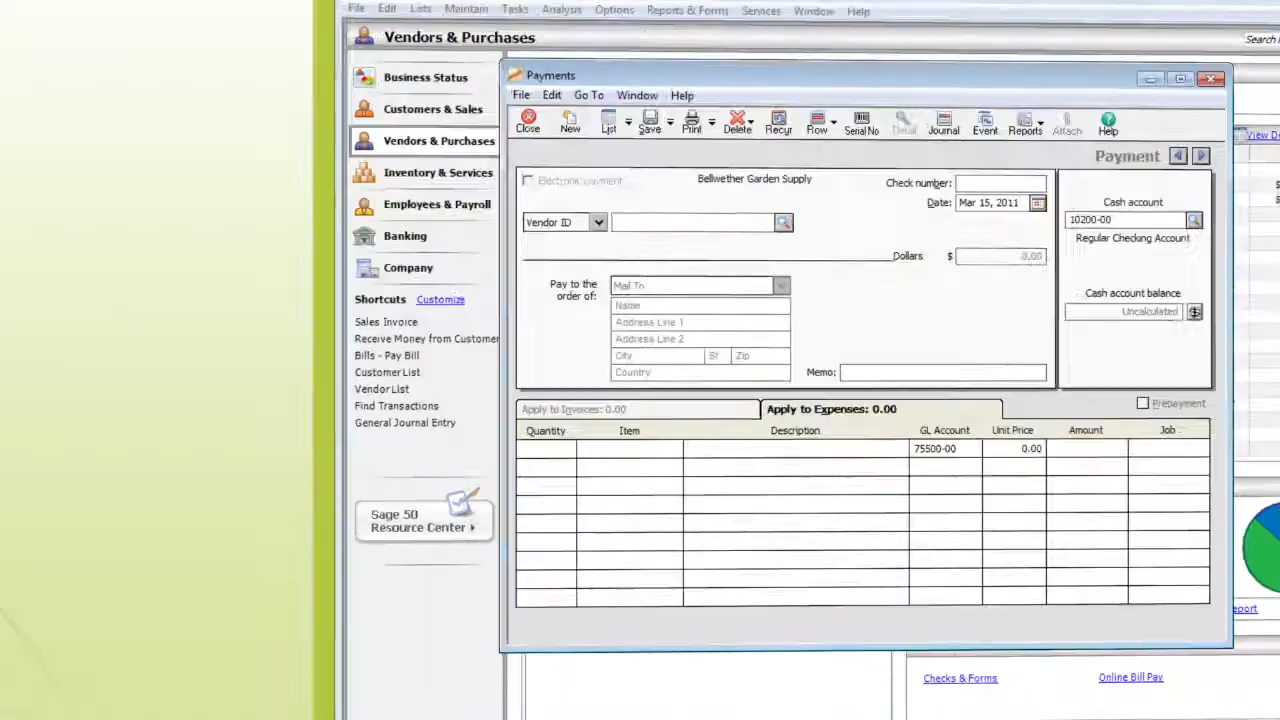 File Edit Lists Maintain Tasks Analysis Options Reports & Forms Services Window Help
Vendors & Purchases
Search
Business Status
Customers & Sales
Vendors & Purchases
Inventory & Services
Employees & Payroll
Banking
Company
Shortcuts Customize
Sales Invoice
Receive Money from Customer
Bills - Pay Bill
Customer List
Vendor List
Find Transactions
General Journal Entry
Sage 50
Resource Center
Payments
File Edit Go To Window Help
Close New List Save Print Delete Recur Row Serial No Detail Journal Event Reports Attach Help
Payment
Electronic payment
Bellwether Garden Supply
Check number:
Date: Mar 15, 2011
Vendor ID
Dollars $ 0.00
Pay to the
order of:
Mail To
Name
Address Line 1
Address Line 2
City St Zip
Country
Memo:
Cash account
10200-00
Regular Checking Account
Cash account balance
Uncalculated
Apply to Invoices: 0.00 Apply to Expenses: 0.00 Prepayment
Quantity Item Description GL Account Unit Price Amount Job
75500-00 0.00
View De
$
$
eport
Checks & Forms Online Bill Pay